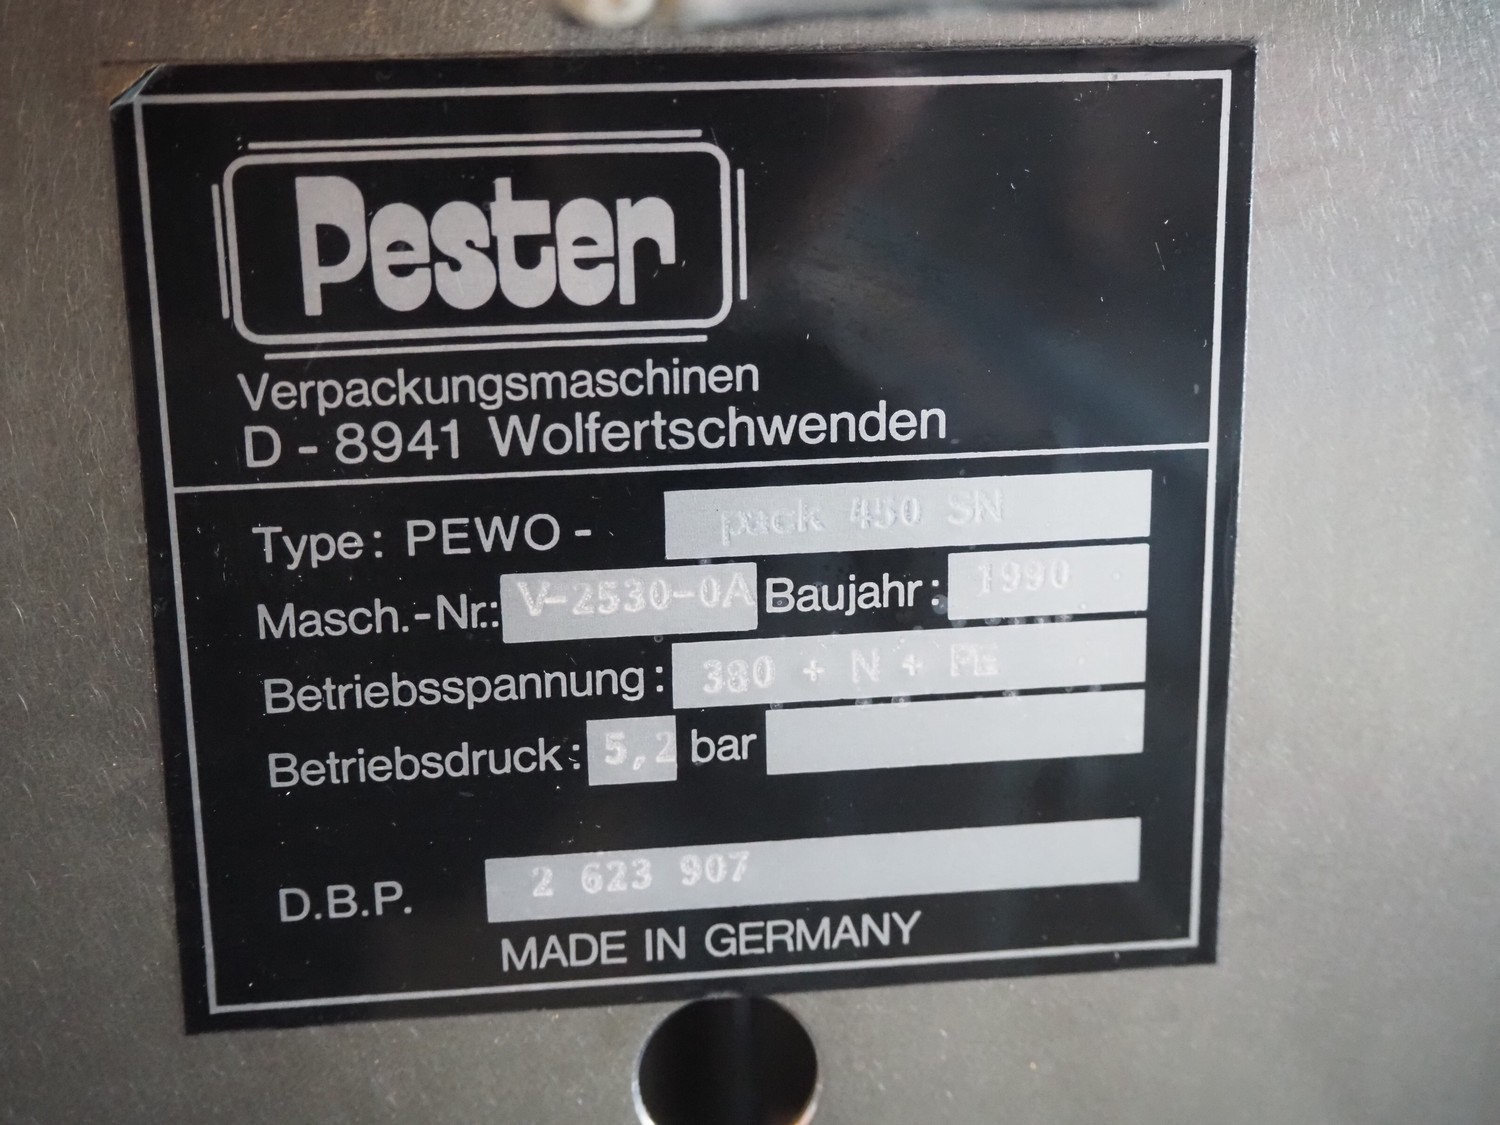 Pester
Verpackungsmaschinen
D - 8941 Wolfertschwenden
Type: PEWO - pack 450 SN
Masch.-Nr.: V-2530-0A Baujahr: 1990
Betriebsspannung: 380 + N + PE
Betriebsdruck: 5,2 bar
D.B.P. 2 623 907
MADE IN GERMANY